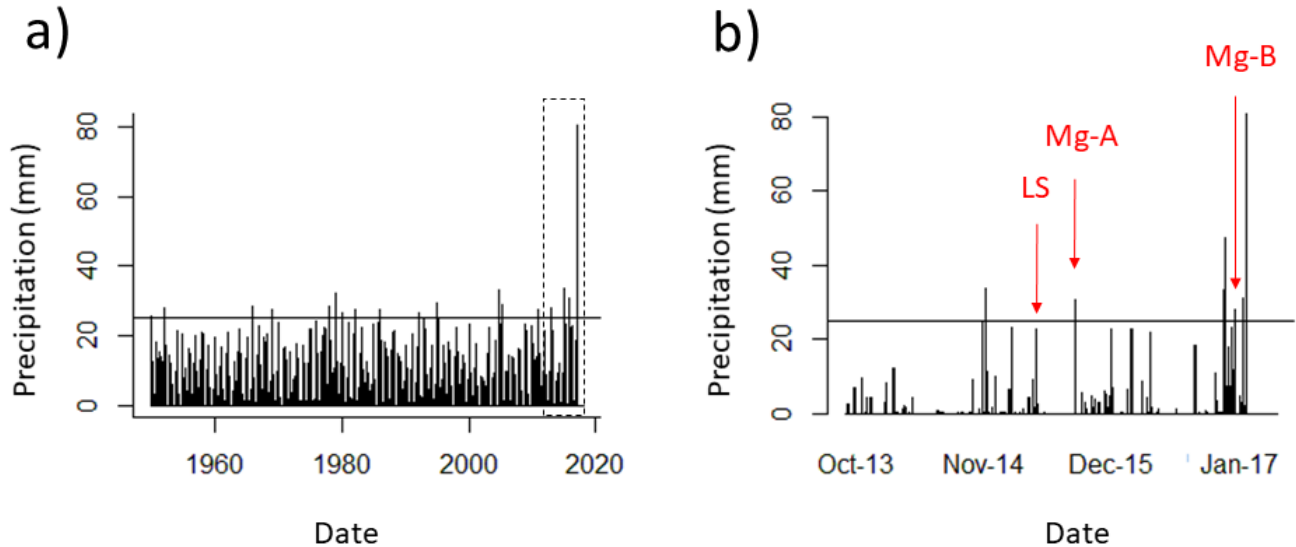 a)
Precipitation (mm)
80
60
40
20
0
1960 1980 2000 2020
Date
b)
Mg-B
Mg-A
LS
Precipitation (mm)
80
60
40
20
0
Oct-13 Nov-14 Dec-15 Jan-17
Date